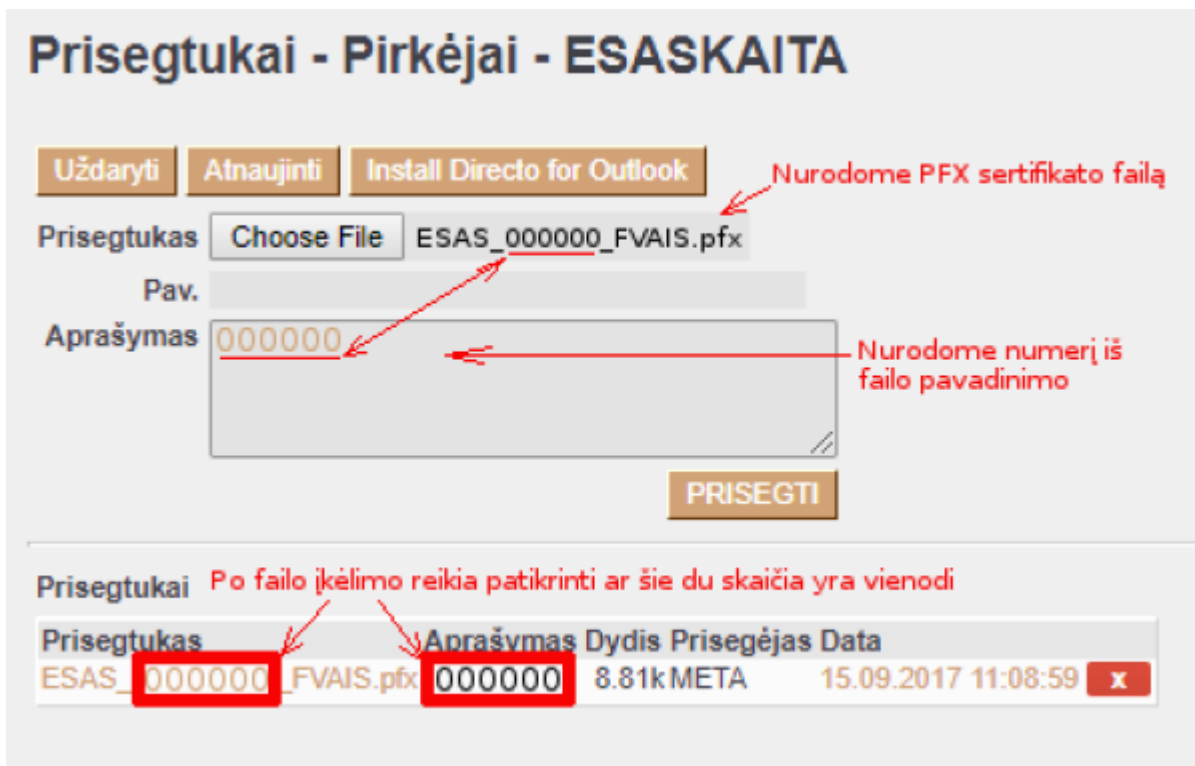 Prisegtukai - Pirkėjai - ESASKAITA
Uždaryti Atnaujinti Install Directo for Outlook
Nurodome PFX sertifikato failą
Prisegtukas Choose File ESAS_000000_FVAIS.pfx
Pav.
Aprašymas 000000
Nurodome numerį iš
failo pavadinimo
PRISEGTI
Prisegtukai Po failo įkėlimo reikia patikrinti ar šie du skaičia yra vienodi
Prisegtukas Aprašymas Dydis Prisegėjas Data
ESAS_000000_FVAIS.pfx 000000 8.81k META 15.09.2017 11:08:59 x